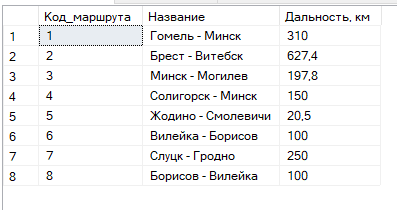 Код_маршрута Название Дальность, км
1 1 Гомель - Минск 310
2 2 Брест - Витебск 627,4
3 3 Минск - Могилев 197,8
4 4 Солигорск - Минск 150
5 5 Жодино - Смолевичи 20,5
6 6 Вилейка - Борисов 100
7 7 Слуцк - Гродно 250
8 8 Борисов - Вилейка 100